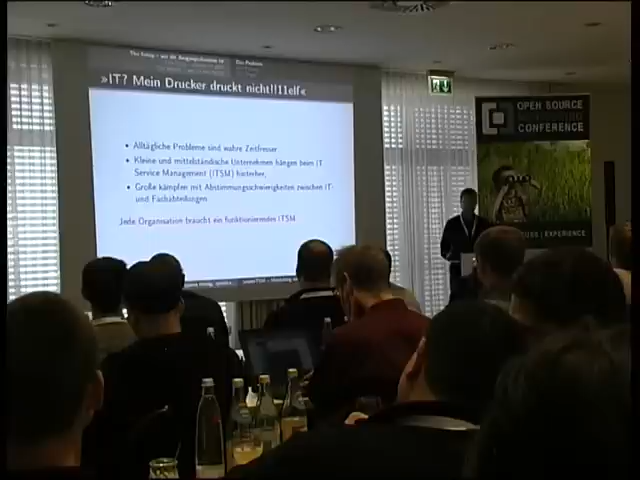 »IT? Mein Drucker druckt nicht!!11elf«
• Alltägliche Probleme sind wahre Zeitfresser
• Kleine und mittelständische Unternehmen hängen beim IT
Service Management (ITSM) hinterher,
• Große kämpfen mit Abstimmungsschwierigkeiten zwischen IT-
und Fachabteilungen
Jede Organisation braucht ein funktionierendes ITSM
OPEN SOURCE
CONFERENCE
| EXPERIENCE